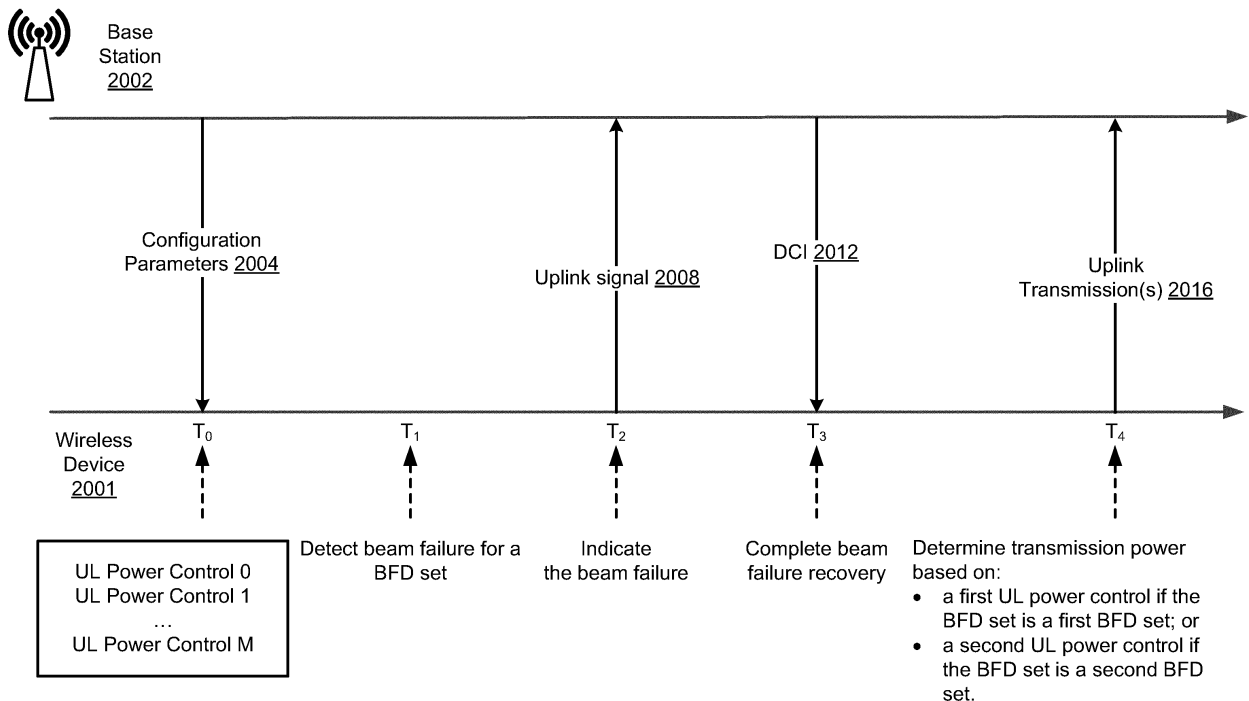 Base
Station
2002
Configuration
Parameters 2004
Uplink signal 2008
DCI 2012
Uplink
Transmission(s) 2016
Wireless
Device
2001
T0
T1
T2
T3
T4
UL Power Control 0
UL Power Control 1
...
UL Power Control M
Detect beam failure for a
BFD set
Indicate
the beam failure
Complete beam
failure recovery
Determine transmission power
based on:
• a first UL power control if the
BFD set is a first BFD set; or
• a second UL power control if
the BFD set is a second BFD
set.